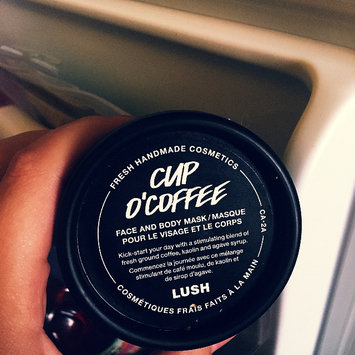 FRESH HANDMADE COSMETICS
CUP
O'COFFEE
FACE AND BODY MASK/MASQUE
POUR LE VISAGE ET LE CORPS
Kick-start your day with a stimulating blend of
fresh ground coffee, kaolin and agave syrup.
Commencez la journée avec ce mélange
stimulant de café moulu, de kaolin et
de sirop d'agave.
LUSH
CA-2A
COSMÉTIQUES FRAIS FAITS À LA MAIN